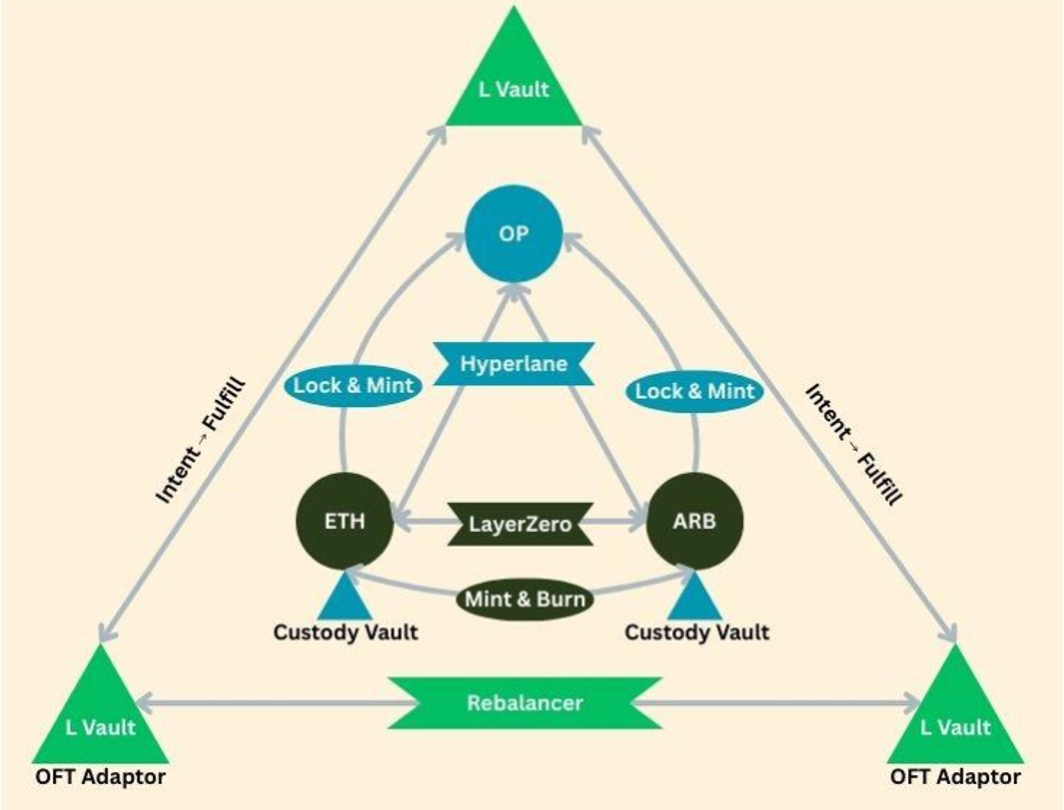 L Vault
OP
Hyperlane
Lock & Mint
Lock & Mint
Intent → Fulfill
Intent → Fulfill
ETH
LayerZero
ARB
Mint & Burn
Custody Vault
Custody Vault
Rebalancer
L Vault
L Vault
OFT Adaptor
OFT Adaptor